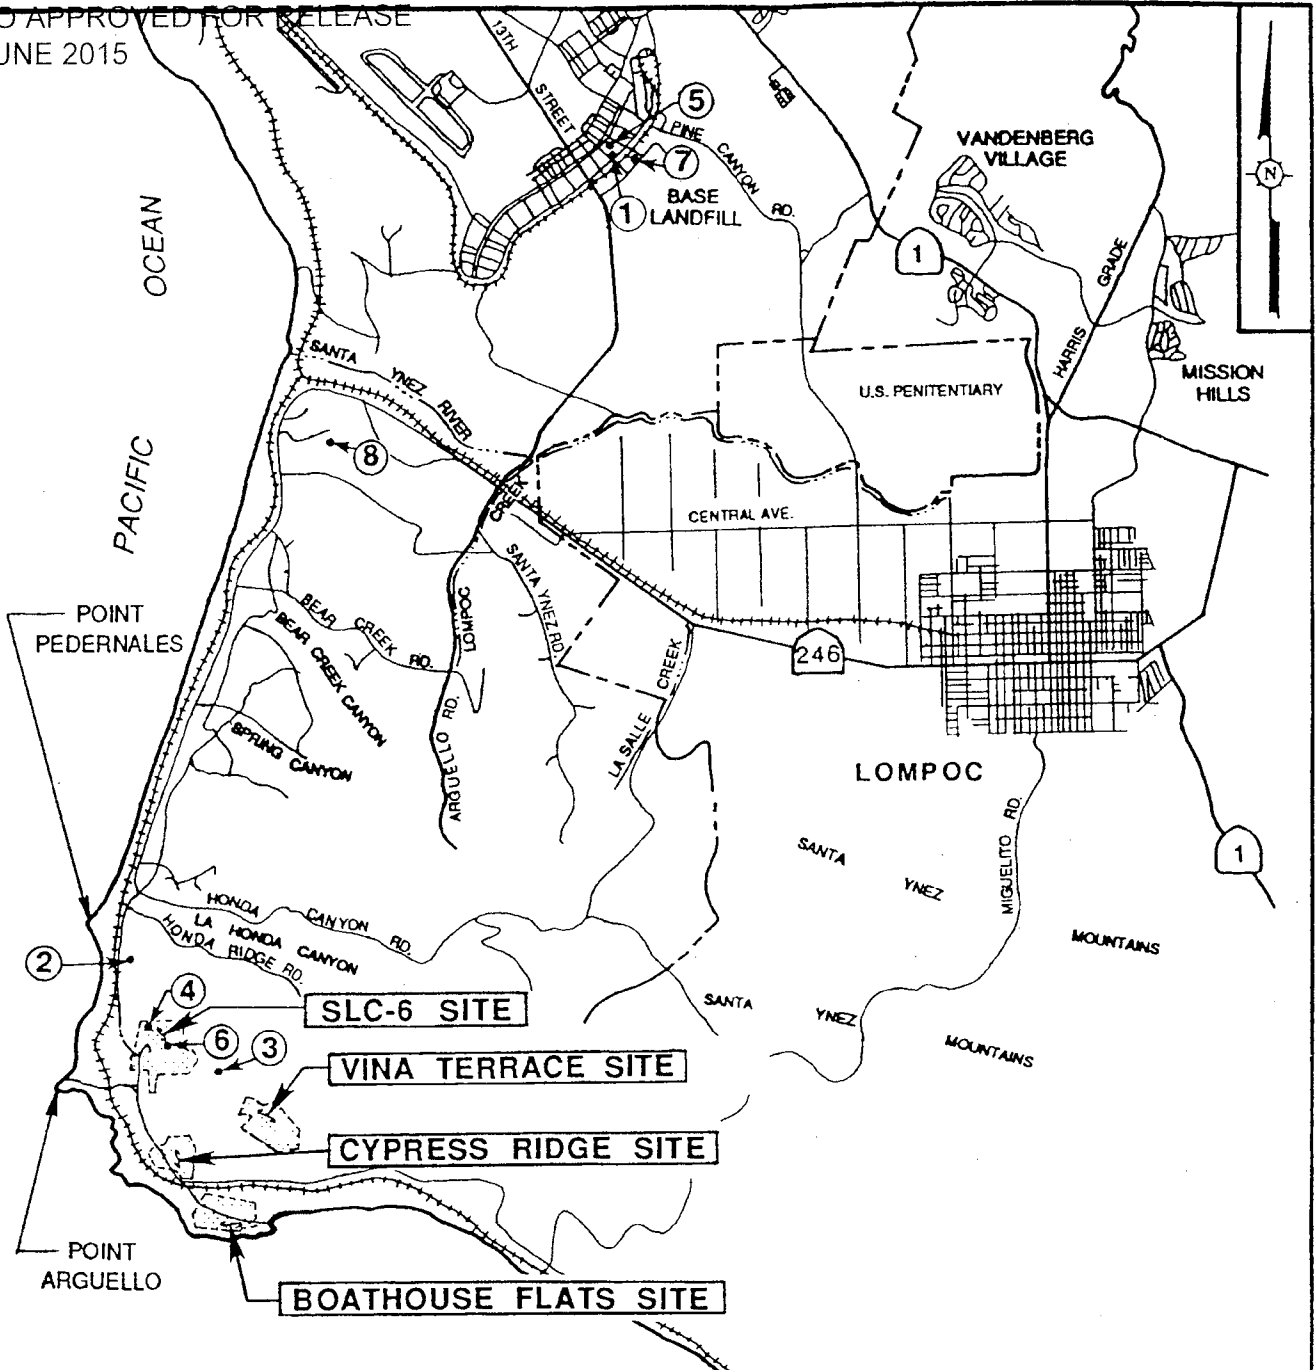 O APPROVED FOR RELEASE
UNE 2015
13TH
STREET
5
PINE CANYON
RD.
7
1
BASE
LANDFILL
VANDENBERG
VILLAGE
N
1
HARRIS GRADE
MISSION
HILLS
OCEAN
PACIFIC
SANTA YNEZ RIVER
U.S. PENITENTIARY
8
CENTRAL AVE.
SANTA YNEZ RD.
POINT
PEDERNALES
BEAR CREEK RD.
BEAR CREEK CANYON
LOMPOC
CREEK
LA SALLE CREEK
246
SPRING CANYON
ARGUELLO RD.
LOMPOC
MIGUELITO RD.
1
SANTA YNEZ
MOUNTAINS
HONDA CANYON RD.
LA HONDA CANYON
HONDA RIDGE RD.
2
4
SLC-6 SITE
SANTA YNEZ
MOUNTAINS
6
3
VINA TERRACE SITE
CYPRESS RIDGE SITE
POINT
ARGUELLO
BOATHOUSE FLATS SITE